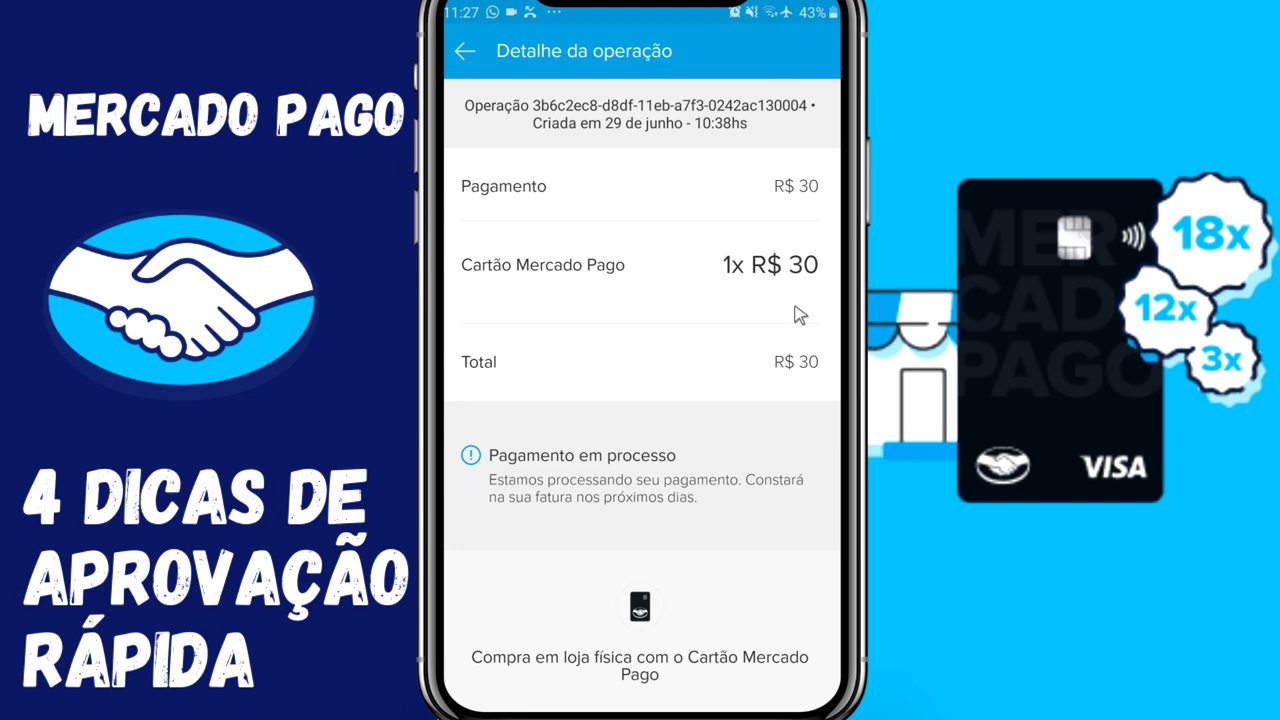 MERCADO PAGO
4 DICAS DE
APROVAÇÃO
RÁPIDA
11:27
43%
Detalhe da operação
Operação 3b6c2ec8-d8df-11eb-a7f3-0242ac130004 •
Criada em 29 de junho - 10:38hs
Pagamento R$ 30
Cartão Mercado Pago 1x R$ 30
Total R$ 30
Pagamento em processo
Estamos processando seu pagamento. Constará
na sua fatura nos próximos dias.
Compra em loja física com o Cartão Mercado
Pago
MER
CAD
PAGO
18x
12x
3x
VISA